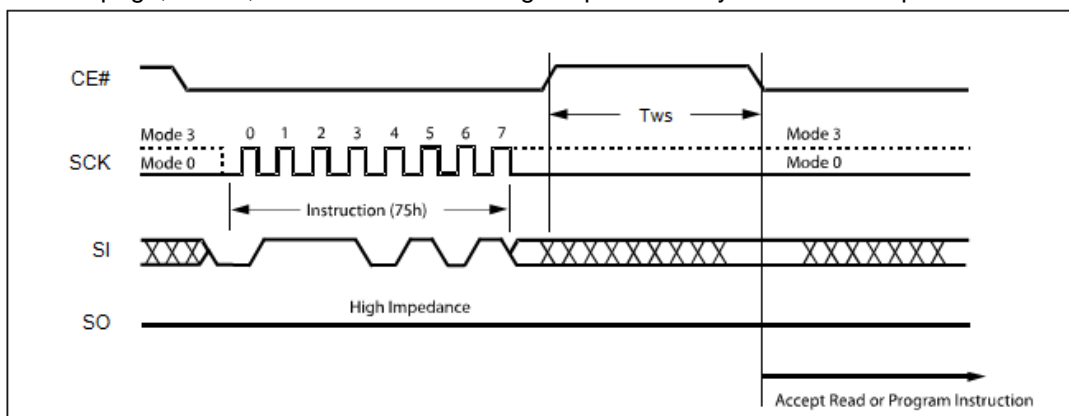 CE#
Tws
Mode 3 0 1 2 3 4 5 6 7 Mode 3
SCK Mode 0 Mode 0
Instruction (75h)
SI
High Impedance
SO
Accept Read or Program Instruction